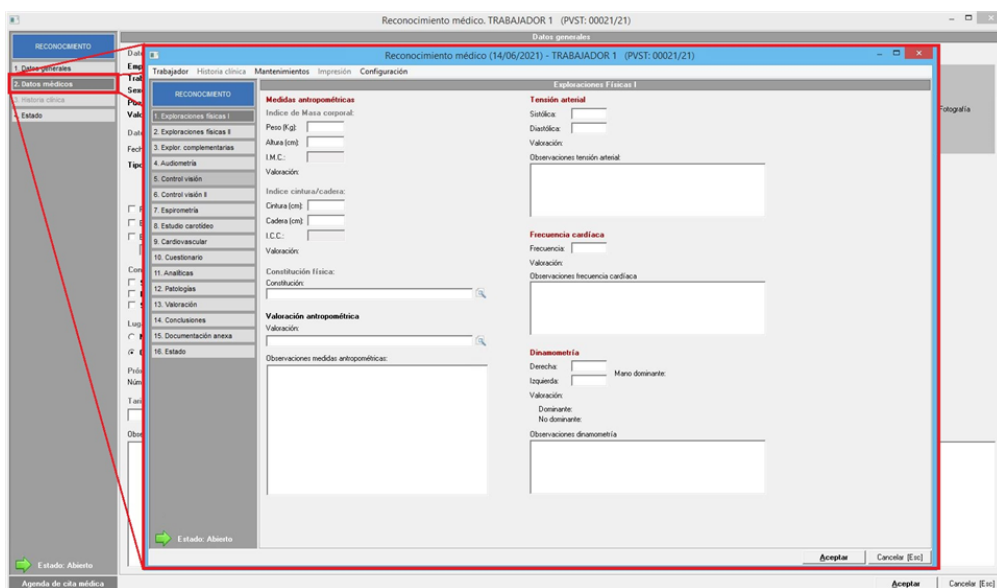 Reconocimiento médico. TRABAJADOR 1 (PVST: 00021/21)
Datos generales
RECONOCIMIENTO
1. Datos generales
2. Datos médicos
3. Historia clínica
Estado
Fotografía
Estado: Abierto
Agenda de cita médica
Aceptar
Cancelar [Esc]
Reconocimiento médico (14/06/2021) - TRABAJADOR 1 (PVST: 00021/21)
Trabajador Historia clínica Mantenimientos Impresión Configuración
RECONOCIMIENTO
1. Exploraciones físicas I
2. Exploraciones físicas II
3. Explor. complementarias
4. Audiometría
5. Control visión
6. Control visión II
7. Espirometría
8. Estudio carotídeo
9. Cardiovascular
10. Cuestionario
11. Analíticas
12. Patologías
13. Valoración
14. Conclusiones
15. Documentación anexa
16. Estado
Estado: Abierto
Exploraciones Físicas I
Medidas antropométricas
Indice de Masa corporal:
Peso (Kg):
Altura (cm):
I.M.C.:
Valoración:
Indice cintura/cadera:
Cintura (cm):
Cadera (cm):
I.C.C.:
Valoración:
Constitución física:
Constitución:
Valoración antropométrica
Valoración:
Observaciones medidas antropométricas:
Tensión arterial
Sistólica:
Diastólica:
Valoración:
Observaciones tensión arterial:
Frecuencia cardíaca
Frecuencia:
Valoración:
Observaciones frecuencia cardíaca
Dinamometría
Derecha:
Izquierda:
Mano dominante:
Valoración:
Dominante:
No dominante:
Observaciones dinamometría
Aceptar
Cancelar [Esc]